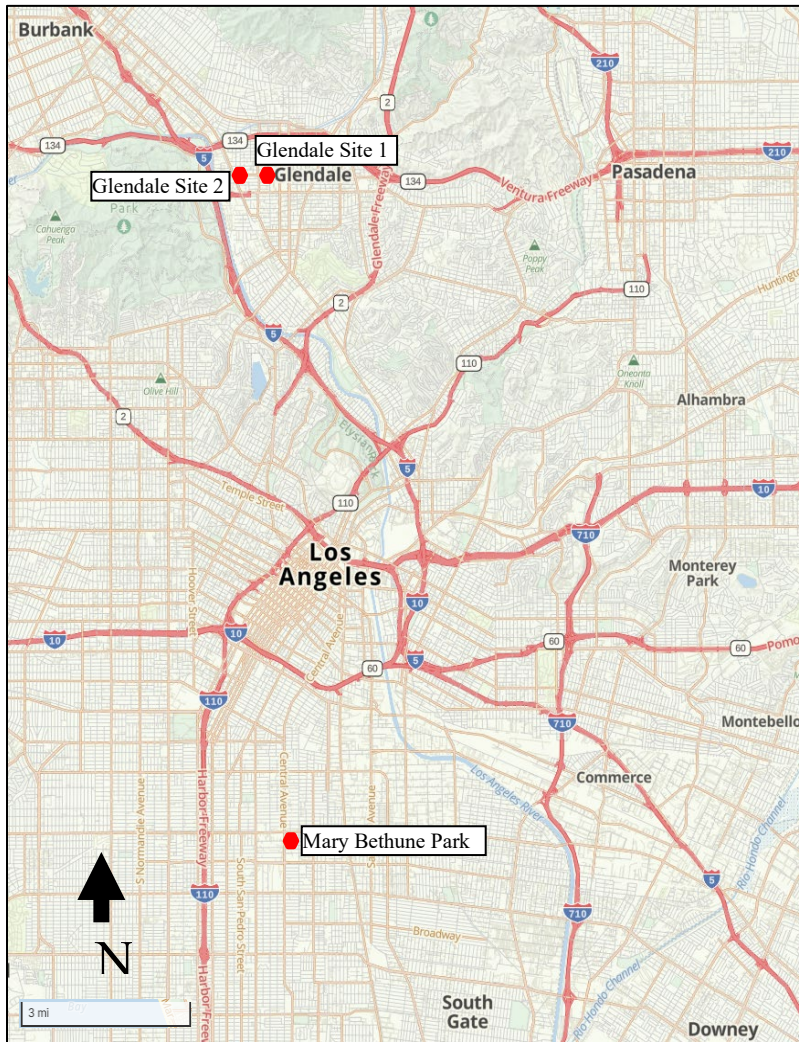 Burbank
210
2
134
Glendale Site 1
5
134
210
Glendale Site 2
Glendale
Pasadena
134
Ventura Freeway
Park
Cahuenga
Peak
Glendale Freeway
Poppy
Peak
110
Huntington
2
5
110
Oneonta
Knoll
Olive Hill
Alhambra
2
Elysian
5
10
Temple Street
110
710
Los
Angeles
Monterey
Park
Hoover Street
10
10
10
60
60
Central Avenue
60
5
Pomo
110
710
Montebello
Harbor Freeway
Central Avenue
Los Angeles River
Commerce
S Normandie Avenue
Avenue
Mary Bethune Park
Rio Hondo Channel
South San Pedro Street
110
5
710
Broadway
N
Rio Hondo Channel
Harbor Free
3 mi
South
Gate
Downey